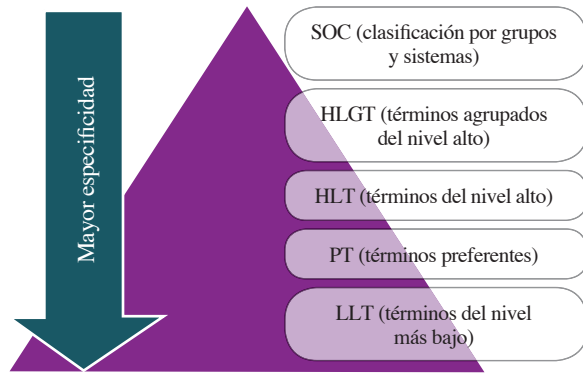 Mayor especificidad
SOC (clasificación por grupos
y sistemas)
HLGT (términos agrupados
del nivel alto)
HLT (términos del nivel alto)
PT (términos preferentes)
LLT (términos del nivel
más bajo)